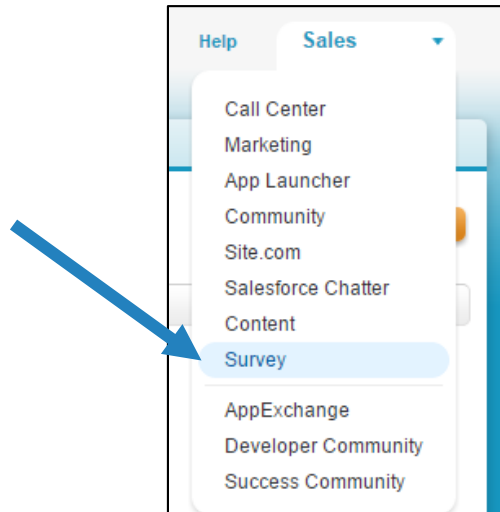 Help Sales
Call Center
Marketing
App Launcher
Community
Site.com
Salesforce Chatter
Content
Survey
AppExchange
Developer Community
Success Community